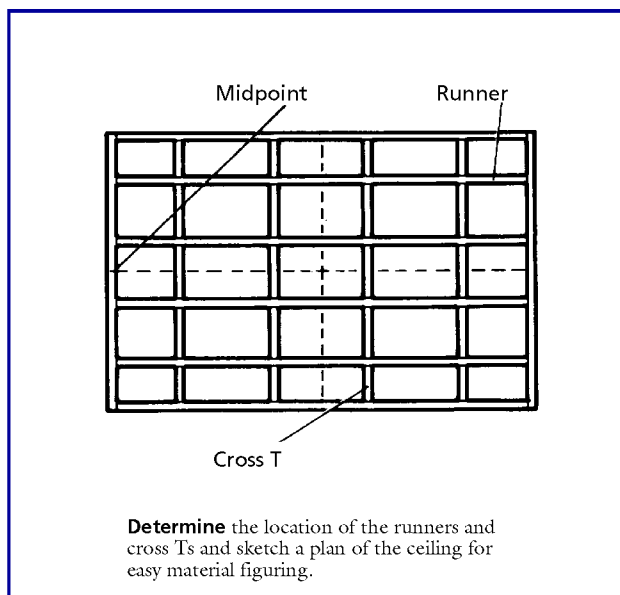 Midpoint
Runner
Cross T
Determine the location of the runners and
cross Ts and sketch a plan of the ceiling for
easy material figuring.